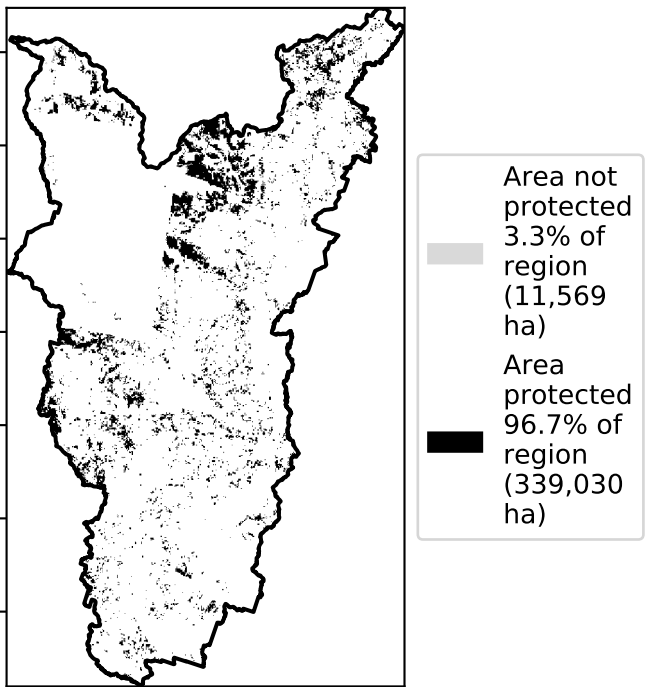 Area not
protected
3.3% of
region
(11,569
ha)
Area
protected
96.7% of
region
(339,030
ha)